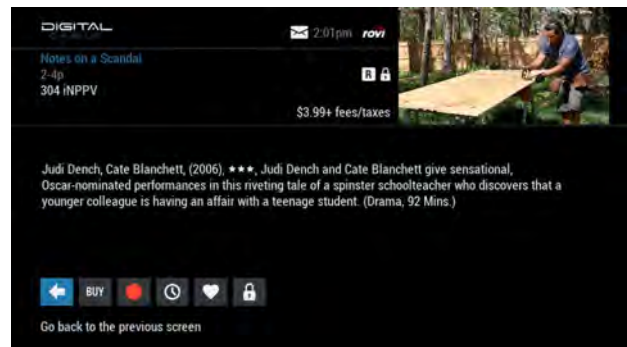 DIGITAL
2:01pm rovi
Notes on a Scandal
2-4p
R
304 iNPPV
$3.99+ fees/taxes
Judi Dench, Cate Blanchett, (2006), ★★★, Judi Dench and Cate Blanchett give sensational,
Oscar-nominated performances in this riveting tale of a spinster schoolteacher who discovers that a
younger colleague is having an affair with a teenage student. (Drama, 92 Mins.)
BUY
Go back to the previous screen